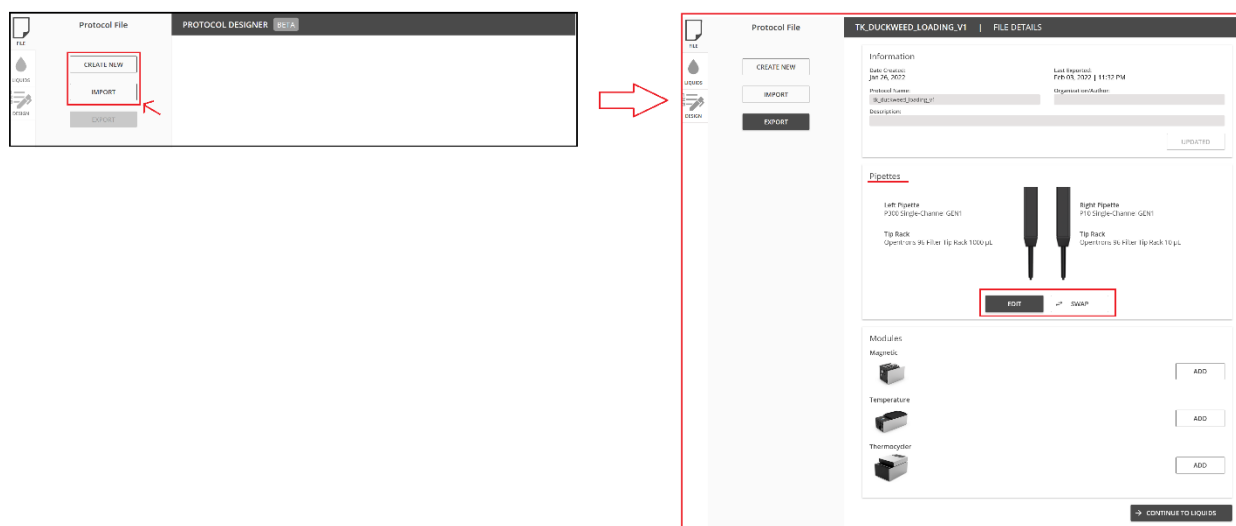 Protocol File
PROTOCOL DESIGNER BETA
FILE
CREATE NEW
LIQUIDS
IMPORT
DESIGN
EXPORT
Protocol File
TK_DUCKWEED_LOADING_V1 | FILE DETAILS
FILE
CREATE NEW
LIQUIDS
IMPORT
DESIGN
EXPORT
Information
Date Created:
Jan 26, 2022
Last Exported:
Feb 03, 2022 | 11:32 PM
Protocol Name:
tk_duckweed_loading_v1
Organization/Author:
Description:
UPDATED
Pipettes
Left Pipette
P300 Single-Channel GEN1
Right Pipette
P10 Single-Channel GEN1
Tip Rack
Opentrons 96 Filter Tip Rack 1000 µL
Tip Rack
Opentrons 96 Filter Tip Rack 10 µL
EDIT
SWAP
Modules
Magnetic
ADD
Temperature
ADD
Thermocycler
ADD
→ CONTINUE TO LIQUIDS